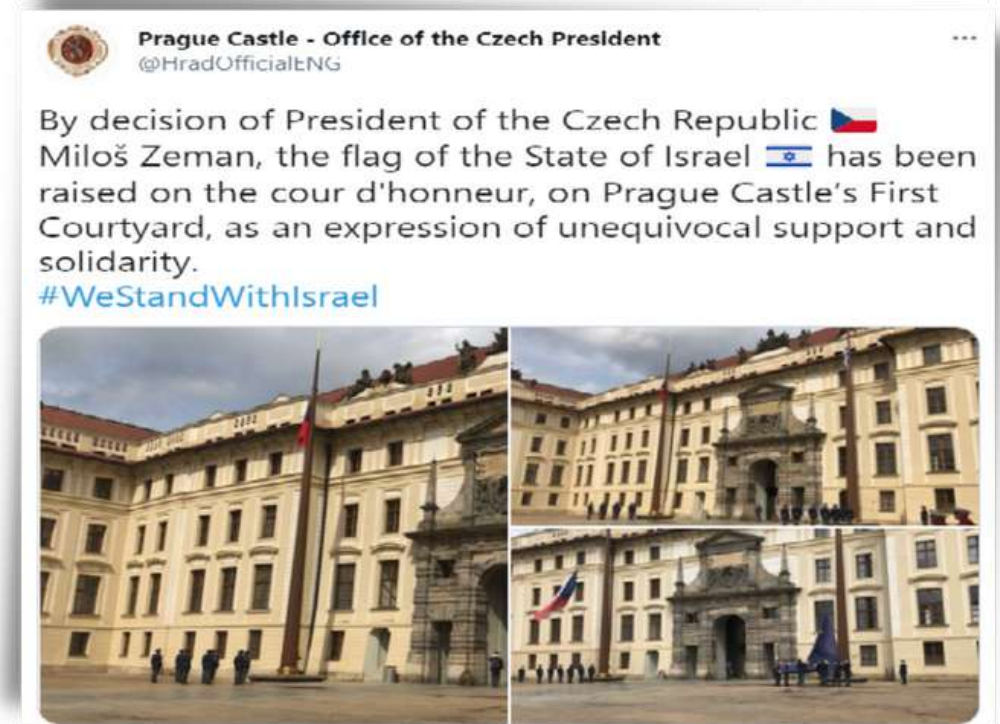 Prague Castle - Office of the Czech President
@HradOfficialENG
By decision of President of the Czech Republic 🇨🇿
Miloš Zeman, the flag of the State of Israel 🇮🇱 has been
raised on the cour d'honneur, on Prague Castle's First
Courtyard, as an expression of unequivocal support and
solidarity.
#WeStandWithIsrael